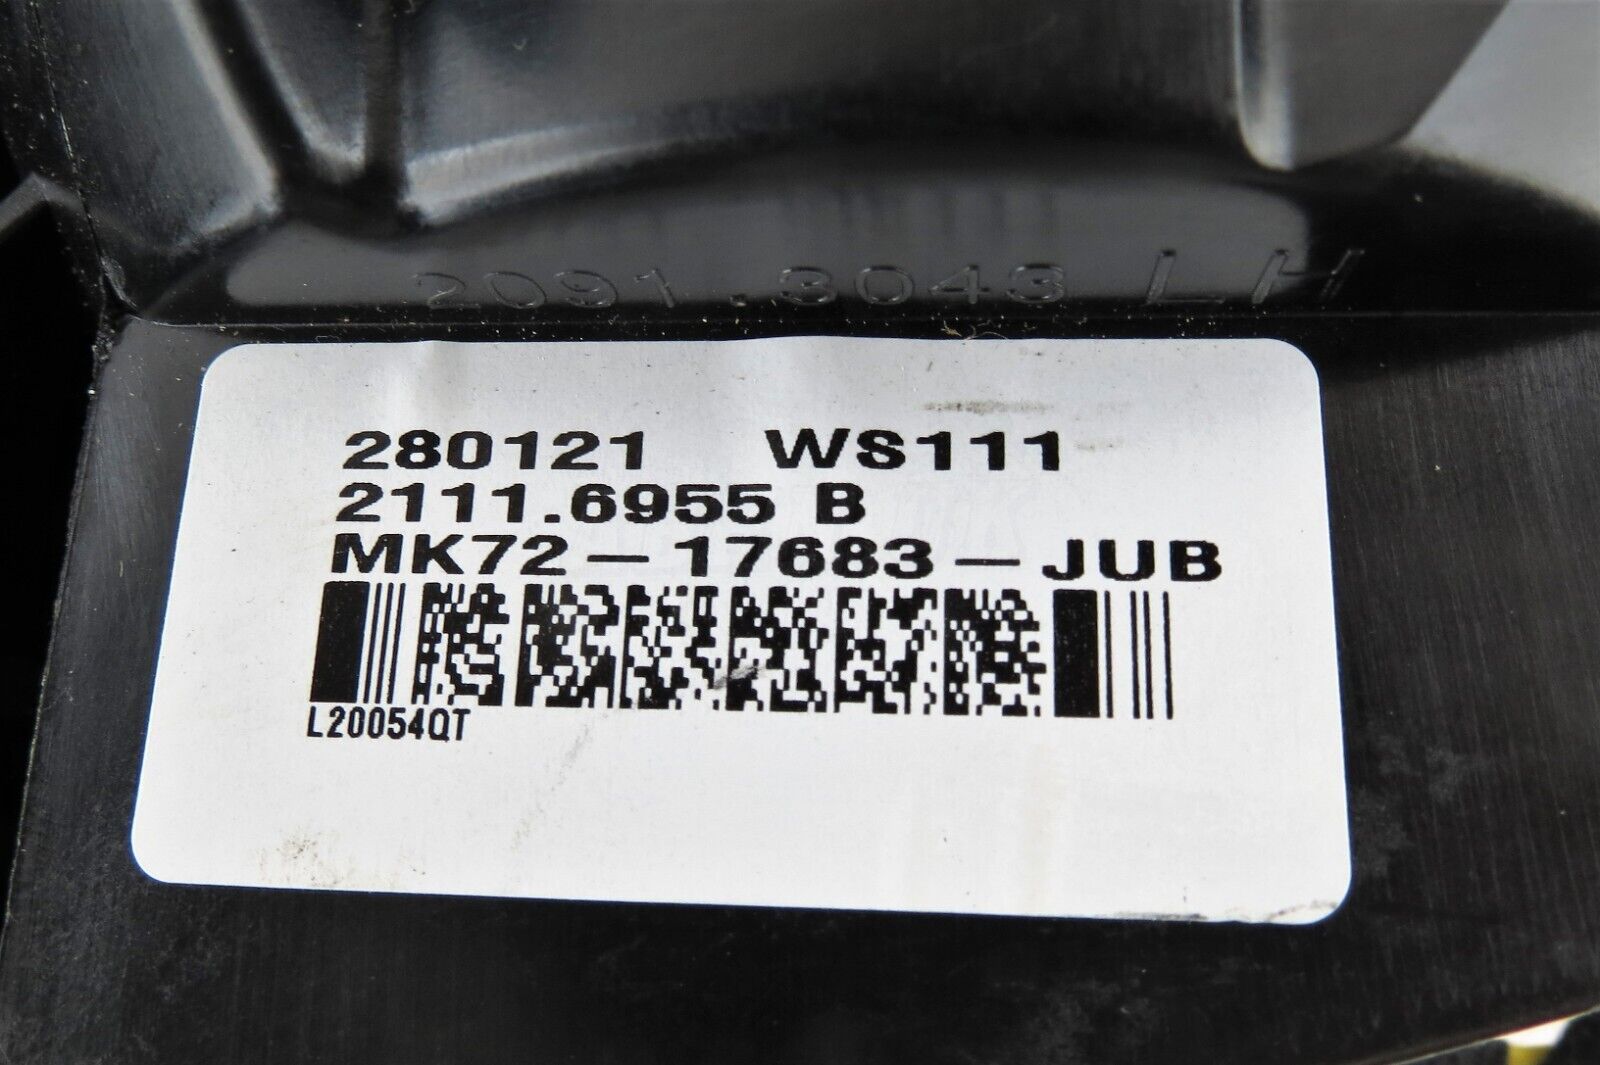 2091.3043 LH
280121 WS111
2111.6955 B
MK72-17683-JUB
L20054QT